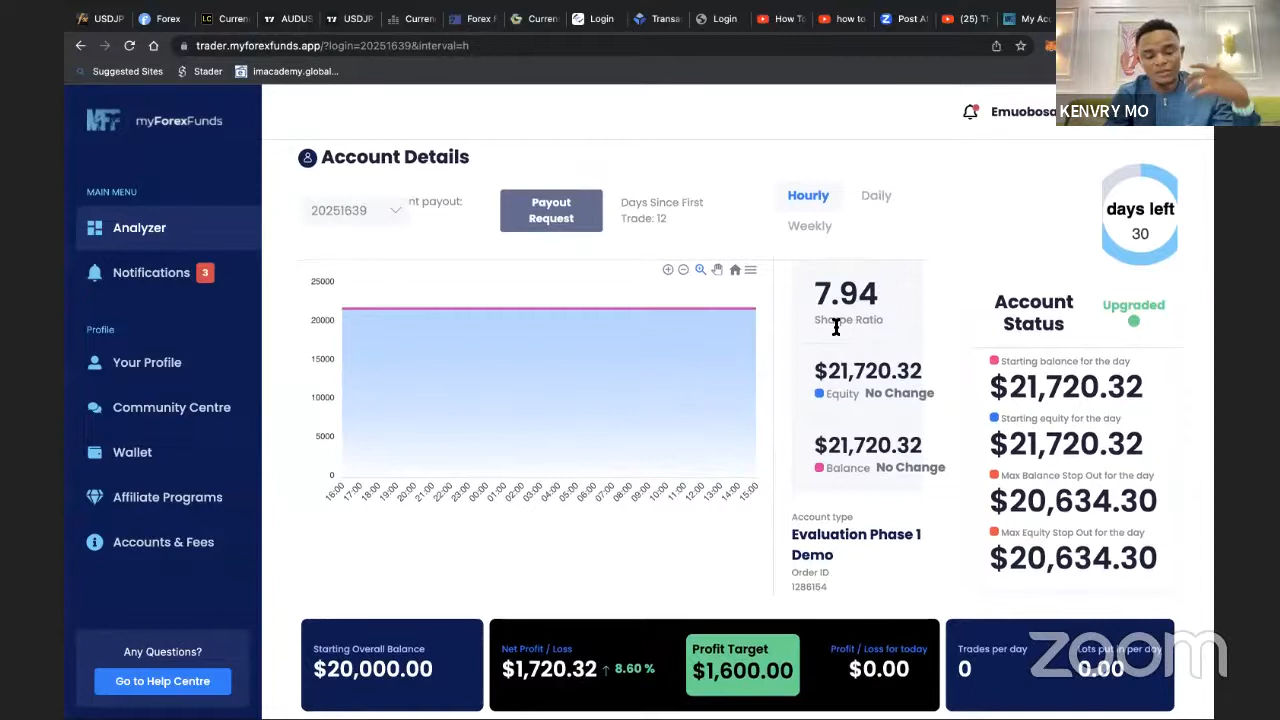 USDJP
Forex
Curren
AUDUS
USDJP
Curren
Forex F
Curren
Login
Transa
Login
How To
how to
Post Al
(25) Th
My Acc
trader.myforexfunds.app/?login=20251639&interval=h
Suggested Sites
Stader
imacademy.global...
KENVRY MO
MFF
myForexFunds
Emuobosa
MAIN MENU
Analyzer
Notifications 3
Profile
Your Profile
Community Centre
Wallet
Affiliate Programs
Accounts & Fees
Any Questions?
Go to Help Centre
Account Details
20251639
nt payout:
Payout
Request
Days Since First
Trade: 12
Hourly
Daily
Weekly
days left
30
25000
20000
15000
10000
5000
0
16:00
17:00
18:00
19:00
20:00
21:00
22:00
23:00
00:00
01:00
02:00
03:00
04:00
05:00
06:00
07:00
08:00
09:00
10:00
11:00
12:00
13:00
14:00
15:00
7.94
Sharpe Ratio
$21,720.32
Equity No Change
$21,720.32
Balance No Change
Account type
Evaluation Phase 1
Demo
Order ID
1286154
Account
Status
Upgraded
Starting balance for the day
$21,720.32
Starting equity for the day
$21,720.32
Max Balance Stop Out for the day
$20,634.30
Max Equity Stop Out for the day
$20,634.30
Starting Overall Balance
$20,000.00
Net Profit / Loss
$1,720.32 ↑ 8.60 %
Profit Target
$1,600.00
Profit / Loss for today
$0.00
Trades per day
0
Lots put in per day
0.00
zoom